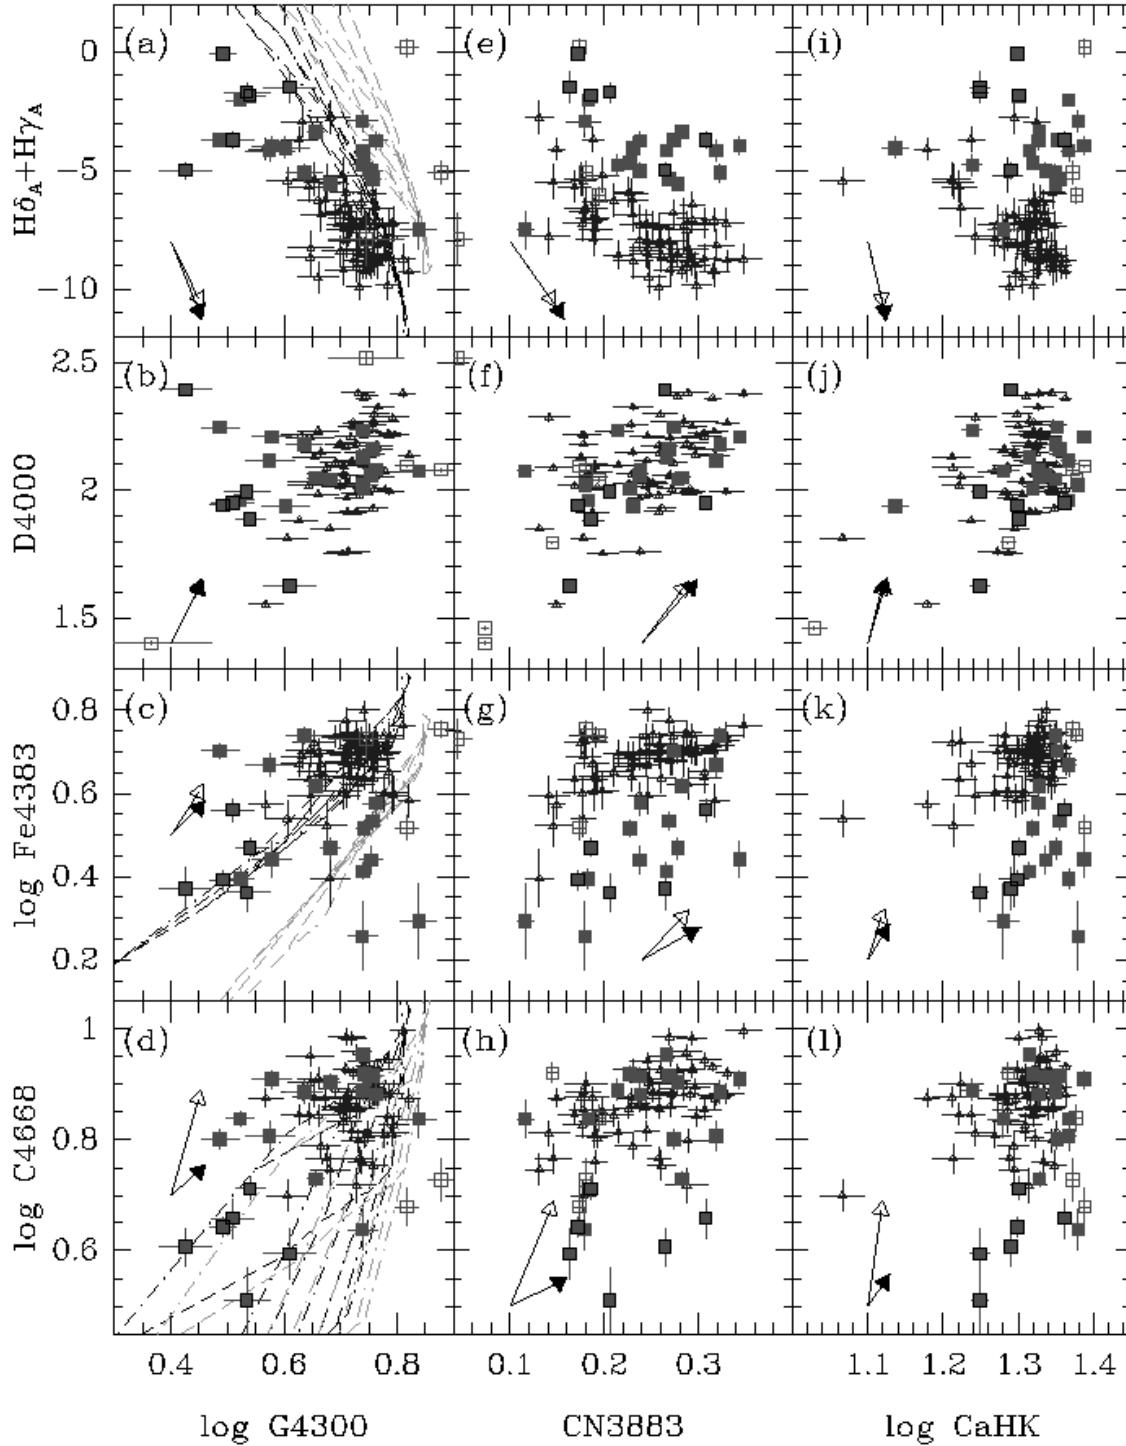 (a)
(e)
(i)
0
−5
−10
Hδ_A+Hγ_A
(b)
(f)
(j)
2.5
2
1.5
D4000
(c)
(g)
(k)
0.8
0.6
0.4
0.2
log Fe4383
(d)
(h)
(l)
1
0.8
0.6
log C4668
0.4 0.6 0.8 0.1 0.2 0.3 1.1 1.2 1.3 1.4
log G4300 CN3883 log CaHK